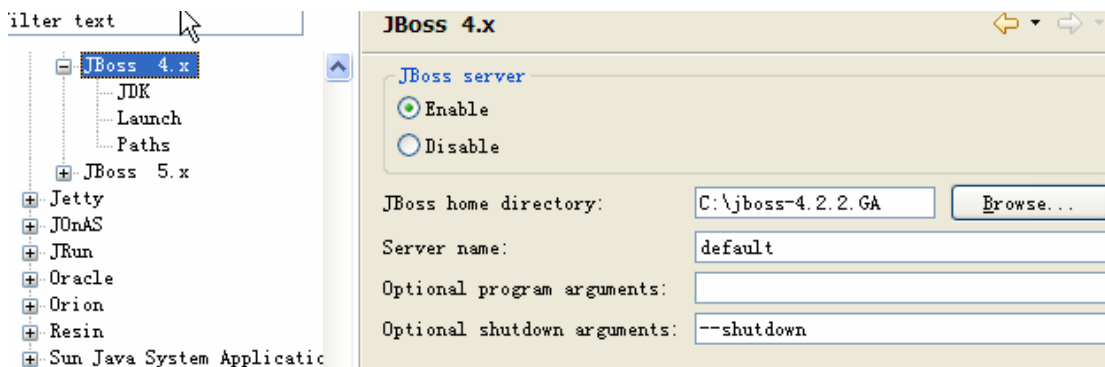 ilter text
JBoss 4.x
JDK
Launch
Paths
JBoss 5.x
Jetty
JOnAS
JRun
Oracle
Orion
Resin
Sun Java System Applicatic
JBoss 4.x
JBoss server
Enable
Disable
JBoss home directory: C:\jboss-4.2.2.GA Browse...
Server name: default
Optional program arguments:
Optional shutdown arguments: --shutdown